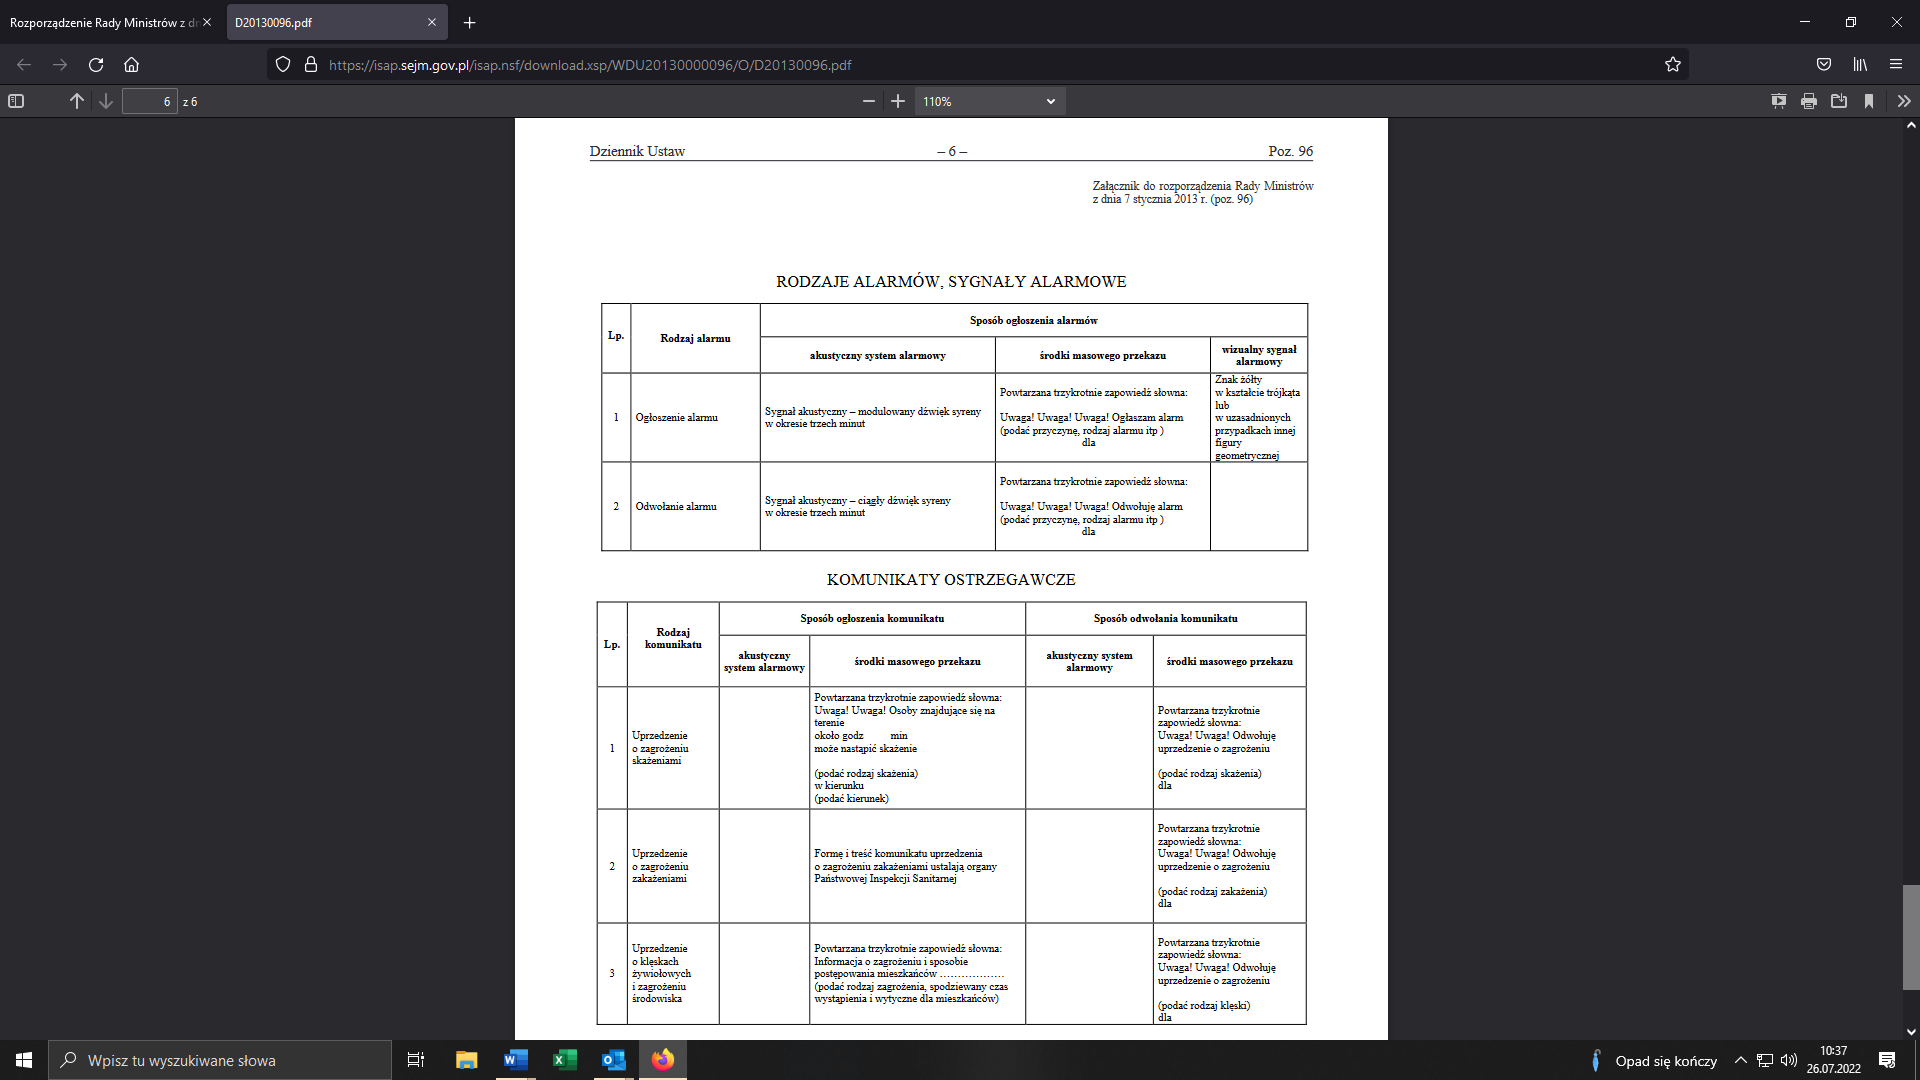 Rozporządzenie Rady Ministrów z dn
D20130096.pdf
https://isap.sejm.gov.pl/isap.nsf/download.xsp/WDU20130000096/O/D20130096.pdf
6 z 6
110%
Dziennik Ustaw – 6 – Poz. 96
Załącznik do rozporządzenia Rady Ministrów
z dnia 7 stycznia 2013 r. (poz. 96)
RODZAJE ALARMÓW, SYGNAŁY ALARMOWE
Lp.
Rodzaj alarmu
Sposób ogłoszenia alarmów
akustyczny system alarmowy
środki masowego przekazu
wizualny sygnał
alarmowy
1
Ogłoszenie alarmu
Sygnał akustyczny – modulowany dźwięk syreny
w okresie trzech minut
Powtarzana trzykrotnie zapowiedź słowna:
Uwaga! Uwaga! Uwaga! Ogłaszam alarm
(podać przyczynę, rodzaj alarmu itp )
dla
Znak żółty
w kształcie trójkąta
lub
w uzasadnionych
przypadkach innej
figury
geometrycznej
2
Odwołanie alarmu
Sygnał akustyczny – ciągły dźwięk syreny
w okresie trzech minut
Powtarzana trzykrotnie zapowiedź słowna:
Uwaga! Uwaga! Uwaga! Odwołuję alarm
(podać przyczynę, rodzaj alarmu itp )
dla
KOMUNIKATY OSTRZEGAWCZE
Lp.
Rodzaj
komunikatu
Sposób ogłoszenia komunikatu
Sposób odwołania komunikatu
akustyczny
system alarmowy
środki masowego przekazu
akustyczny system
alarmowy
środki masowego przekazu
1
Uprzedzenie
o zagrożeniu
skażeniami
Powtarzana trzykrotnie zapowiedź słowna:
Uwaga! Uwaga! Osoby znajdujące się na
terenie
około godz min
może nastąpić skażenie
(podać rodzaj skażenia)
w kierunku
(podać kierunek)
Powtarzana trzykrotnie
zapowiedź słowna:
Uwaga! Uwaga! Odwołuję
uprzedzenie o zagrożeniu
(podać rodzaj skażenia)
dla
2
Uprzedzenie
o zagrożeniu
zakażeniami
Formę i treść komunikatu uprzedzenia
o zagrożeniu zakażeniami ustalają organy
Państwowej Inspekcji Sanitarnej
Powtarzana trzykrotnie
zapowiedź słowna:
Uwaga! Uwaga! Odwołuję
uprzedzenie o zagrożeniu
(podać rodzaj zakażenia)
dla
3
Uprzedzenie
o klęskach
żywiołowych
i zagrożeniu
środowiska
Powtarzana trzykrotnie zapowiedź słowna:
Informacja o zagrożeniu i sposobie
postępowania mieszkańców ………………
(podać rodzaj zagrożenia, spodziewany czas
wystąpienia i wytyczne dla mieszkańców)
Powtarzana trzykrotnie
zapowiedź słowna:
Uwaga! Uwaga! Odwołuję
uprzedzenie o zagrożeniu
(podać rodzaj klęski)
dla
Wpisz tu wyszukiwane słowa
Opad się kończy
10:37
26.07.2022